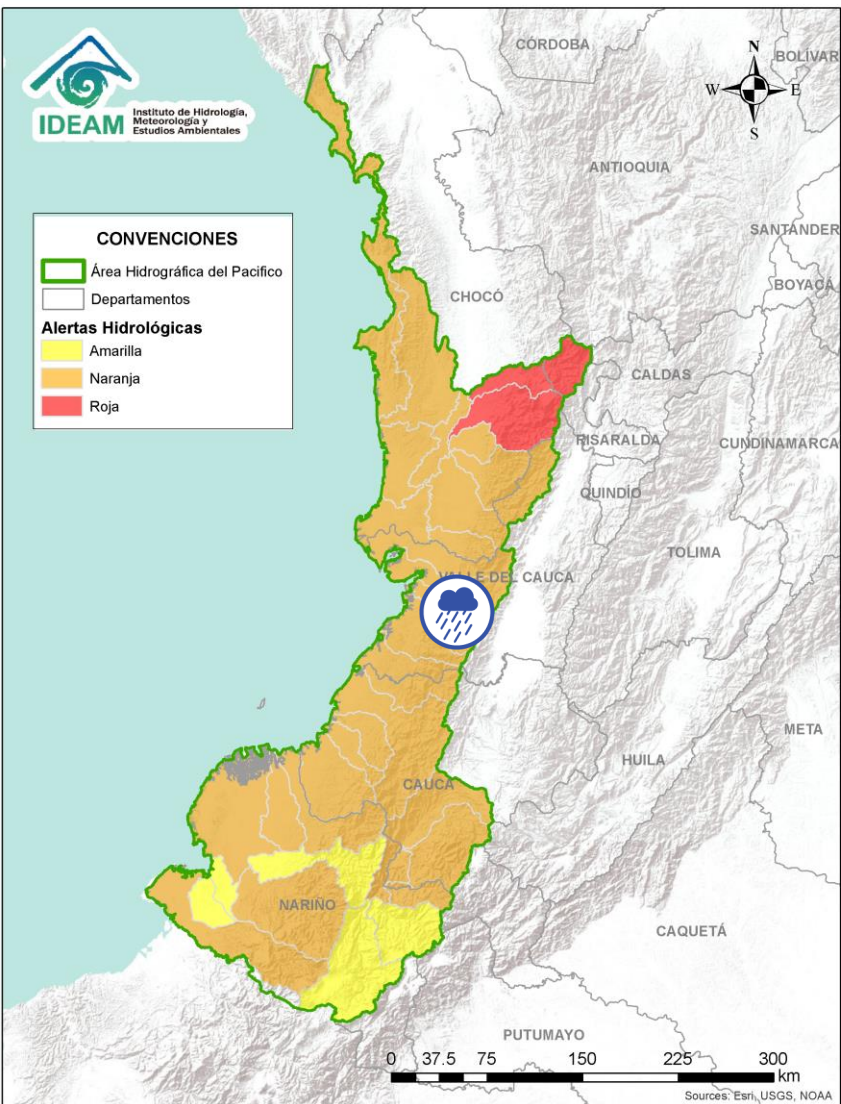 IDEAM
Instituto de Hidrología,
Meteorología y
Estudios Ambientales
CÓRDOBA
BOLÍVAR
N
W
E
S
ANTIOQUIA
SANTANDER
BOYACÁ
CONVENCIONES
Área Hidrográfica del Pacifico
Departamentos
Alertas Hidrológicas
Amarilla
Naranja
Roja
CHOCÓ
CALDAS
RISARALDA
CUNDINAMARCA
QUINDÍO
TOLIMA
VALLE DEL CAUCA
META
HUILA
CAUCA
NARIÑO
CAQUETÁ
PUTUMAYO
0 37.5 75 150 225 300
km
Sources: Esri, USGS, NOAA